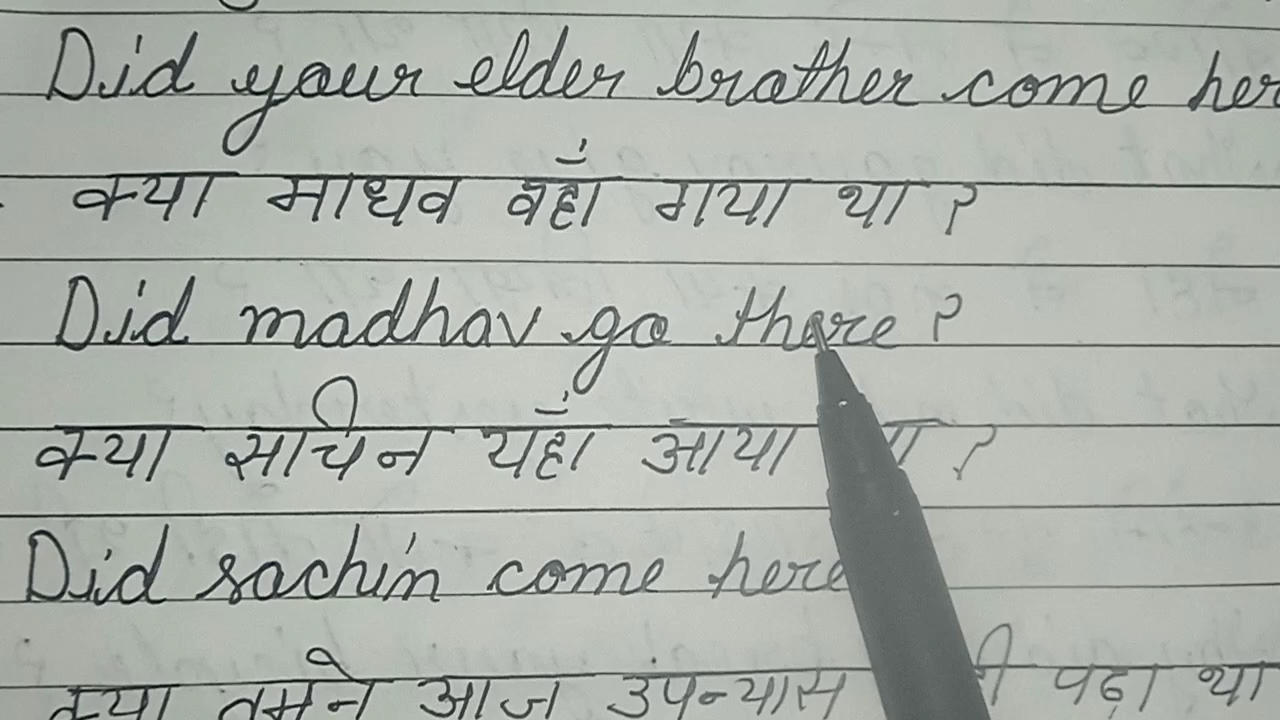 Did your elder brother come her
क्या माधव वहाँ गया था ?
Did madhav go there ?
क्या सचिन यहाँ आया ?
Did sachin come here
क्या तुमने आज उपन्यास पढ़ा था